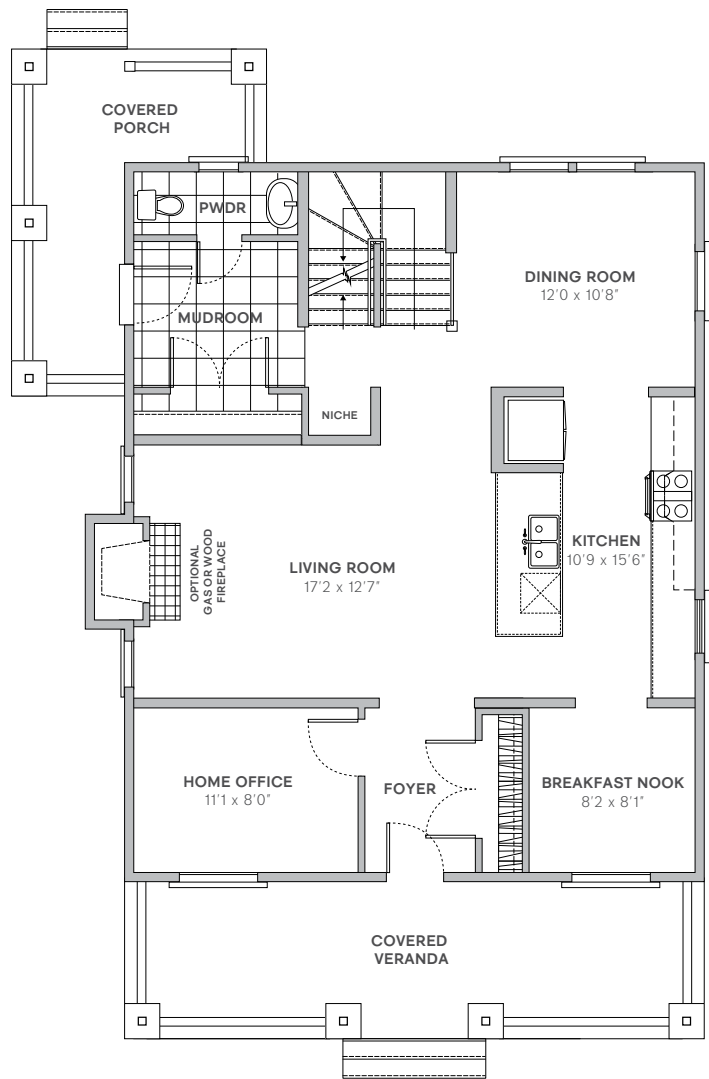 COVERED
PORCH
PWDR
MUDROOM
DINING ROOM
12'0 x 10'8"
NICHE
OPTIONAL
GAS OR WOOD
FIREPLACE
LIVING ROOM
17'2 x 12'7"
KITCHEN
10'9 x 15'6"
HOME OFFICE
11'1 x 8'0"
FOYER
BREAKFAST NOOK
8'2 x 8'1"
COVERED
VERANDA